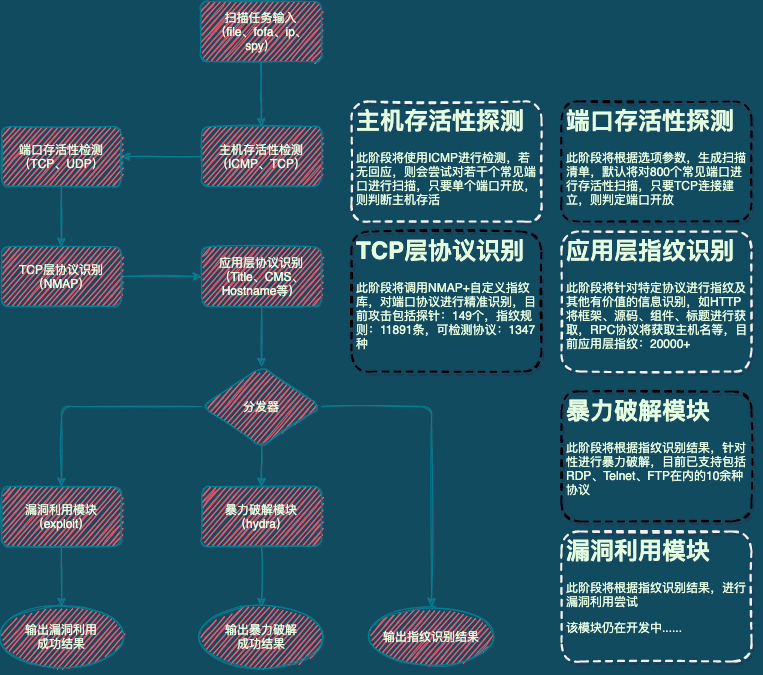 扫描任务输入
（file、fofa、ip、
spy）
端口存活性检测
（TCP、UDP）
主机存活性检测
（ICMP、TCP）
TCP层协议识别
（NMAP）
应用层协议识别
（Title、CMS、
Hostname等）
分发器
漏洞利用模块
（exploit）
暴力破解模块
（hydra）
输出漏洞利用
成功结果
输出暴力破解
成功结果
输出指纹识别结果
主机存活性探测
此阶段将使用ICMP进行检测，若
无回应，则会尝试对若干个常见端
口进行扫描，只要单个端口开放，
则判断主机存活
端口存活性探测
此阶段将根据选项参数，生成扫描
清单，默认将对800个常见端口进
行存活性扫描，只要TCP连接建
立，则判定端口开放
TCP层协议识别
此阶段将调用NMAP+自定义指纹
库，对端口协议进行精准识别，目
前攻击包括探针：149个，指纹规
则：11891条，可检测协议：1347
种
应用层指纹识别
此阶段将针对特定协议进行指纹及
其他有价值的信息识别，如HTTP
将框架、源码、组件、标题进行获
取，RPC协议将获取主机名等，目
前应用层指纹：20000+
暴力破解模块
此阶段将根据指纹识别结果，针对
性进行暴力破解，目前已支持包括
RDP、Telnet、FTP在内的10余种
协议
漏洞利用模块
此阶段将根据指纹识别结果，进行
漏洞利用尝试
该模块仍在开发中......